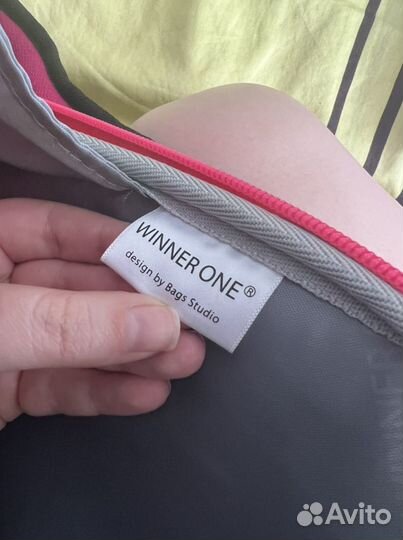 WINNER ONE®
design by Bags Studio
Avito